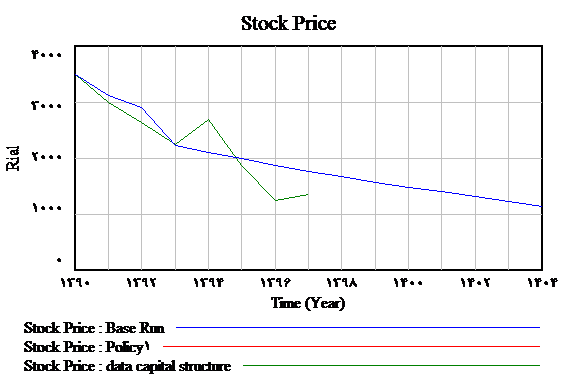 Stock Price
۴۰۰۰
۳۰۰۰
۲۰۰۰
۱۰۰۰
۰
Rial
۱۳۹۰ ۱۳۹۲ ۱۳۹۴ ۱۳۹۶ ۱۳۹۸ ۱۴۰۰ ۱۴۰۲ ۱۴۰۴
Time (Year)
Stock Price : Base Run
Stock Price : Policy۱
Stock Price : data capital structure